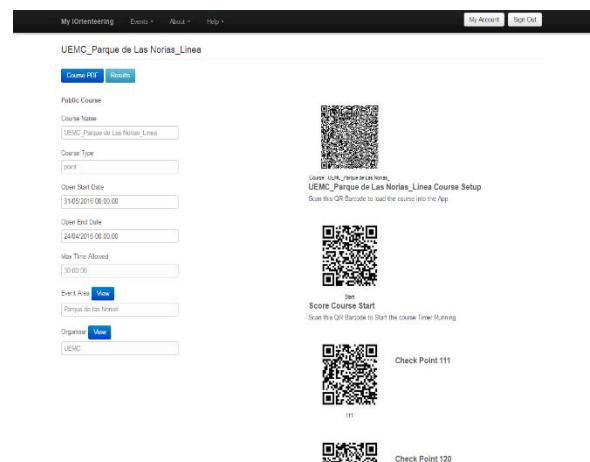 My iOrienteering Events About Help My Account Sign Out
UEMC_Parque de Las Norias_Linea
Course PDF Results
Public Course
Course Name
UEMC_Parque de Las Norias_Linea
Course Type
point
Open Start Date
31/05/2016 00:00:00
Open End Date
24/04/2016 00:00:00
Max Time Allowed
30:00:00
Event Area View
Parque de las Norias
Organiser View
UEMC
Course: UEMC_Parque de Las Norias_
UEMC_Parque de Las Norias_Linea Course Setup
Scan this QR Barcode to load the course into the App
Start
Score Course Start
Scan this QR Barcode to Start the course Timer Running
Check Point 111
111
Check Point 120